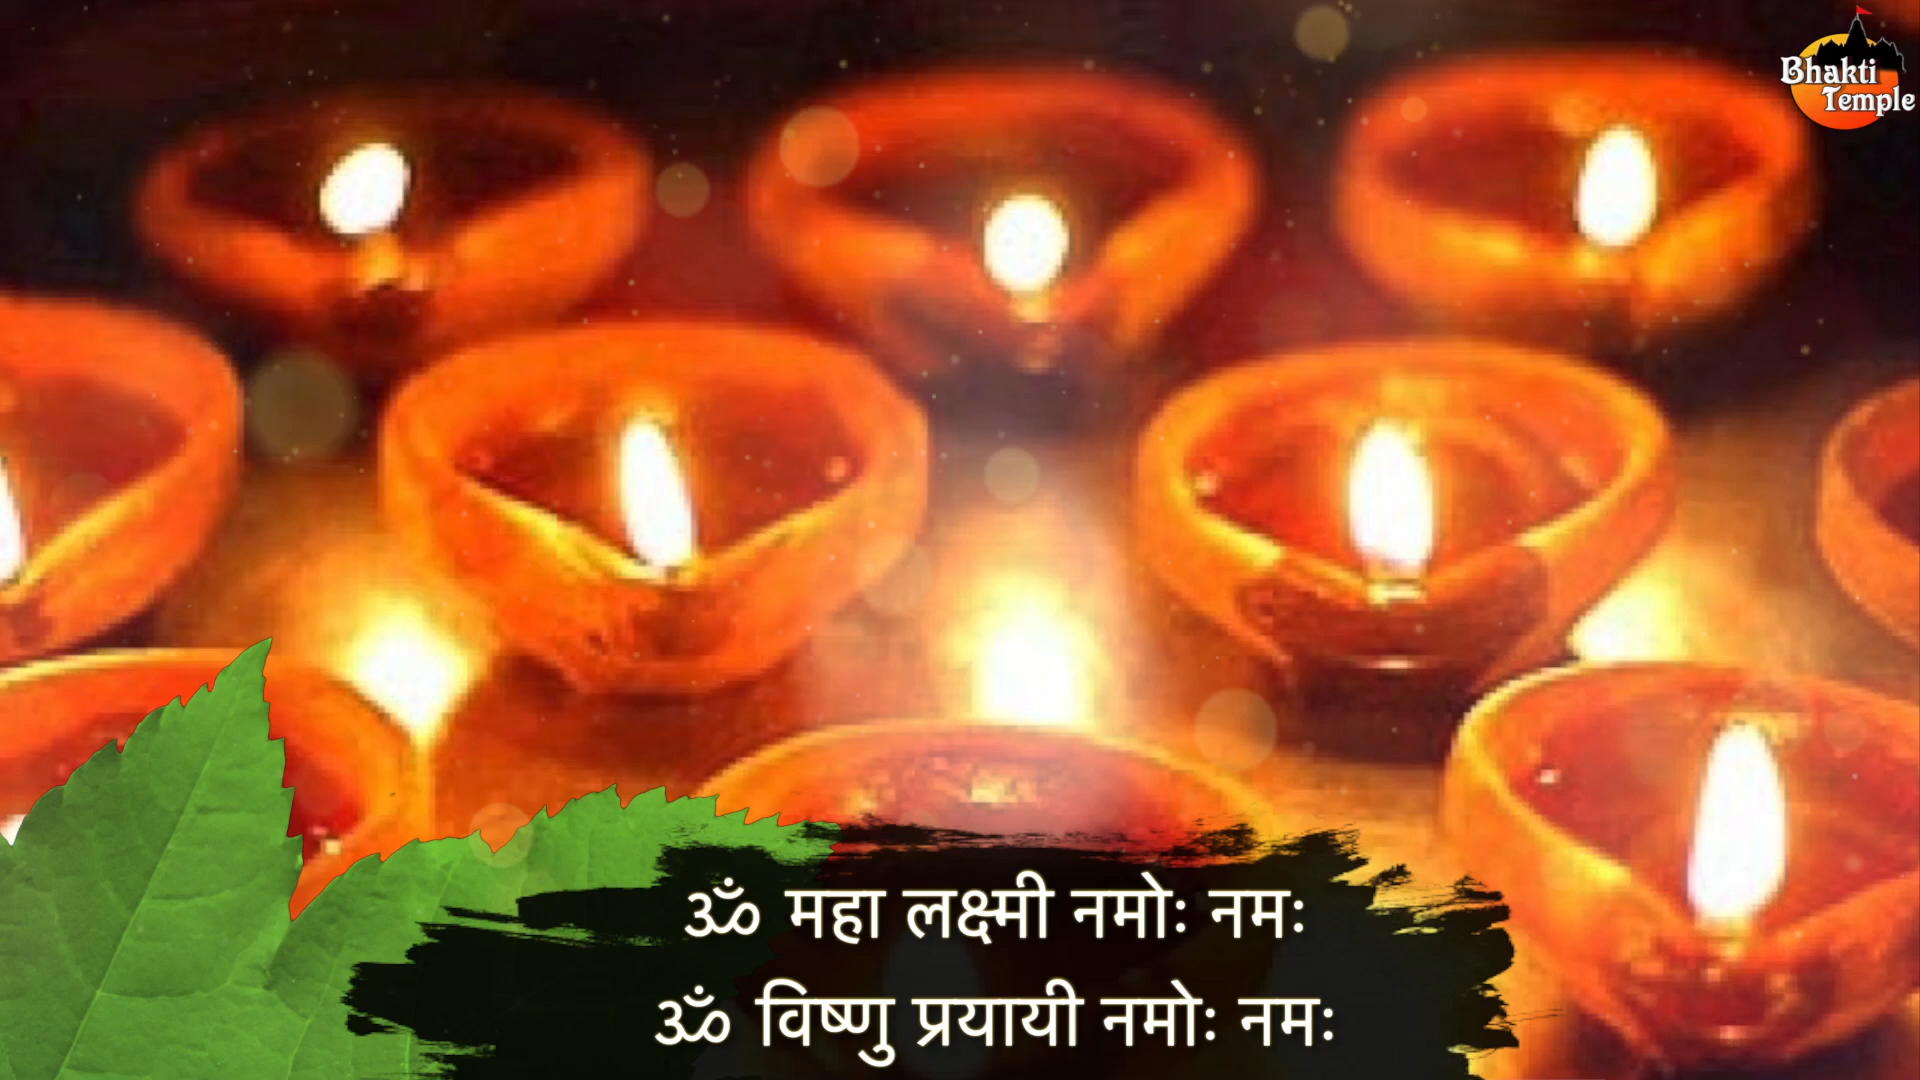 Bhakti
Temple
ॐ महा लक्ष्मी नमोः नमः
ॐ विष्णु प्रयायी नमोः नमः